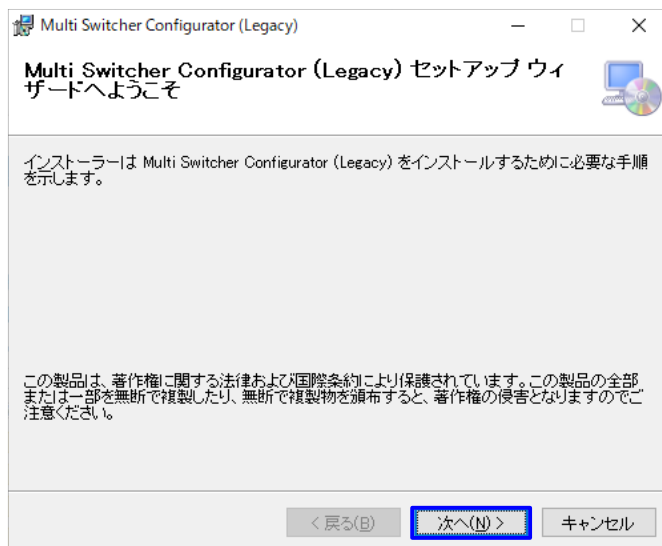 Multi Switcher Configurator (Legacy)
Multi Switcher Configurator (Legacy) セットアップ ウィ
ザードへようこそ
インストーラーは Multi Switcher Configurator (Legacy) をインストールするために必要な手順
を示します。
この製品は、著作権に関する法律および国際条約により保護されています。この製品の全部
または一部を無断で複製したり、無断で複製物を頒布すると、著作権の侵害となりますのでご
注意ください。
< 戻る(B) 次へ(N) > キャンセル